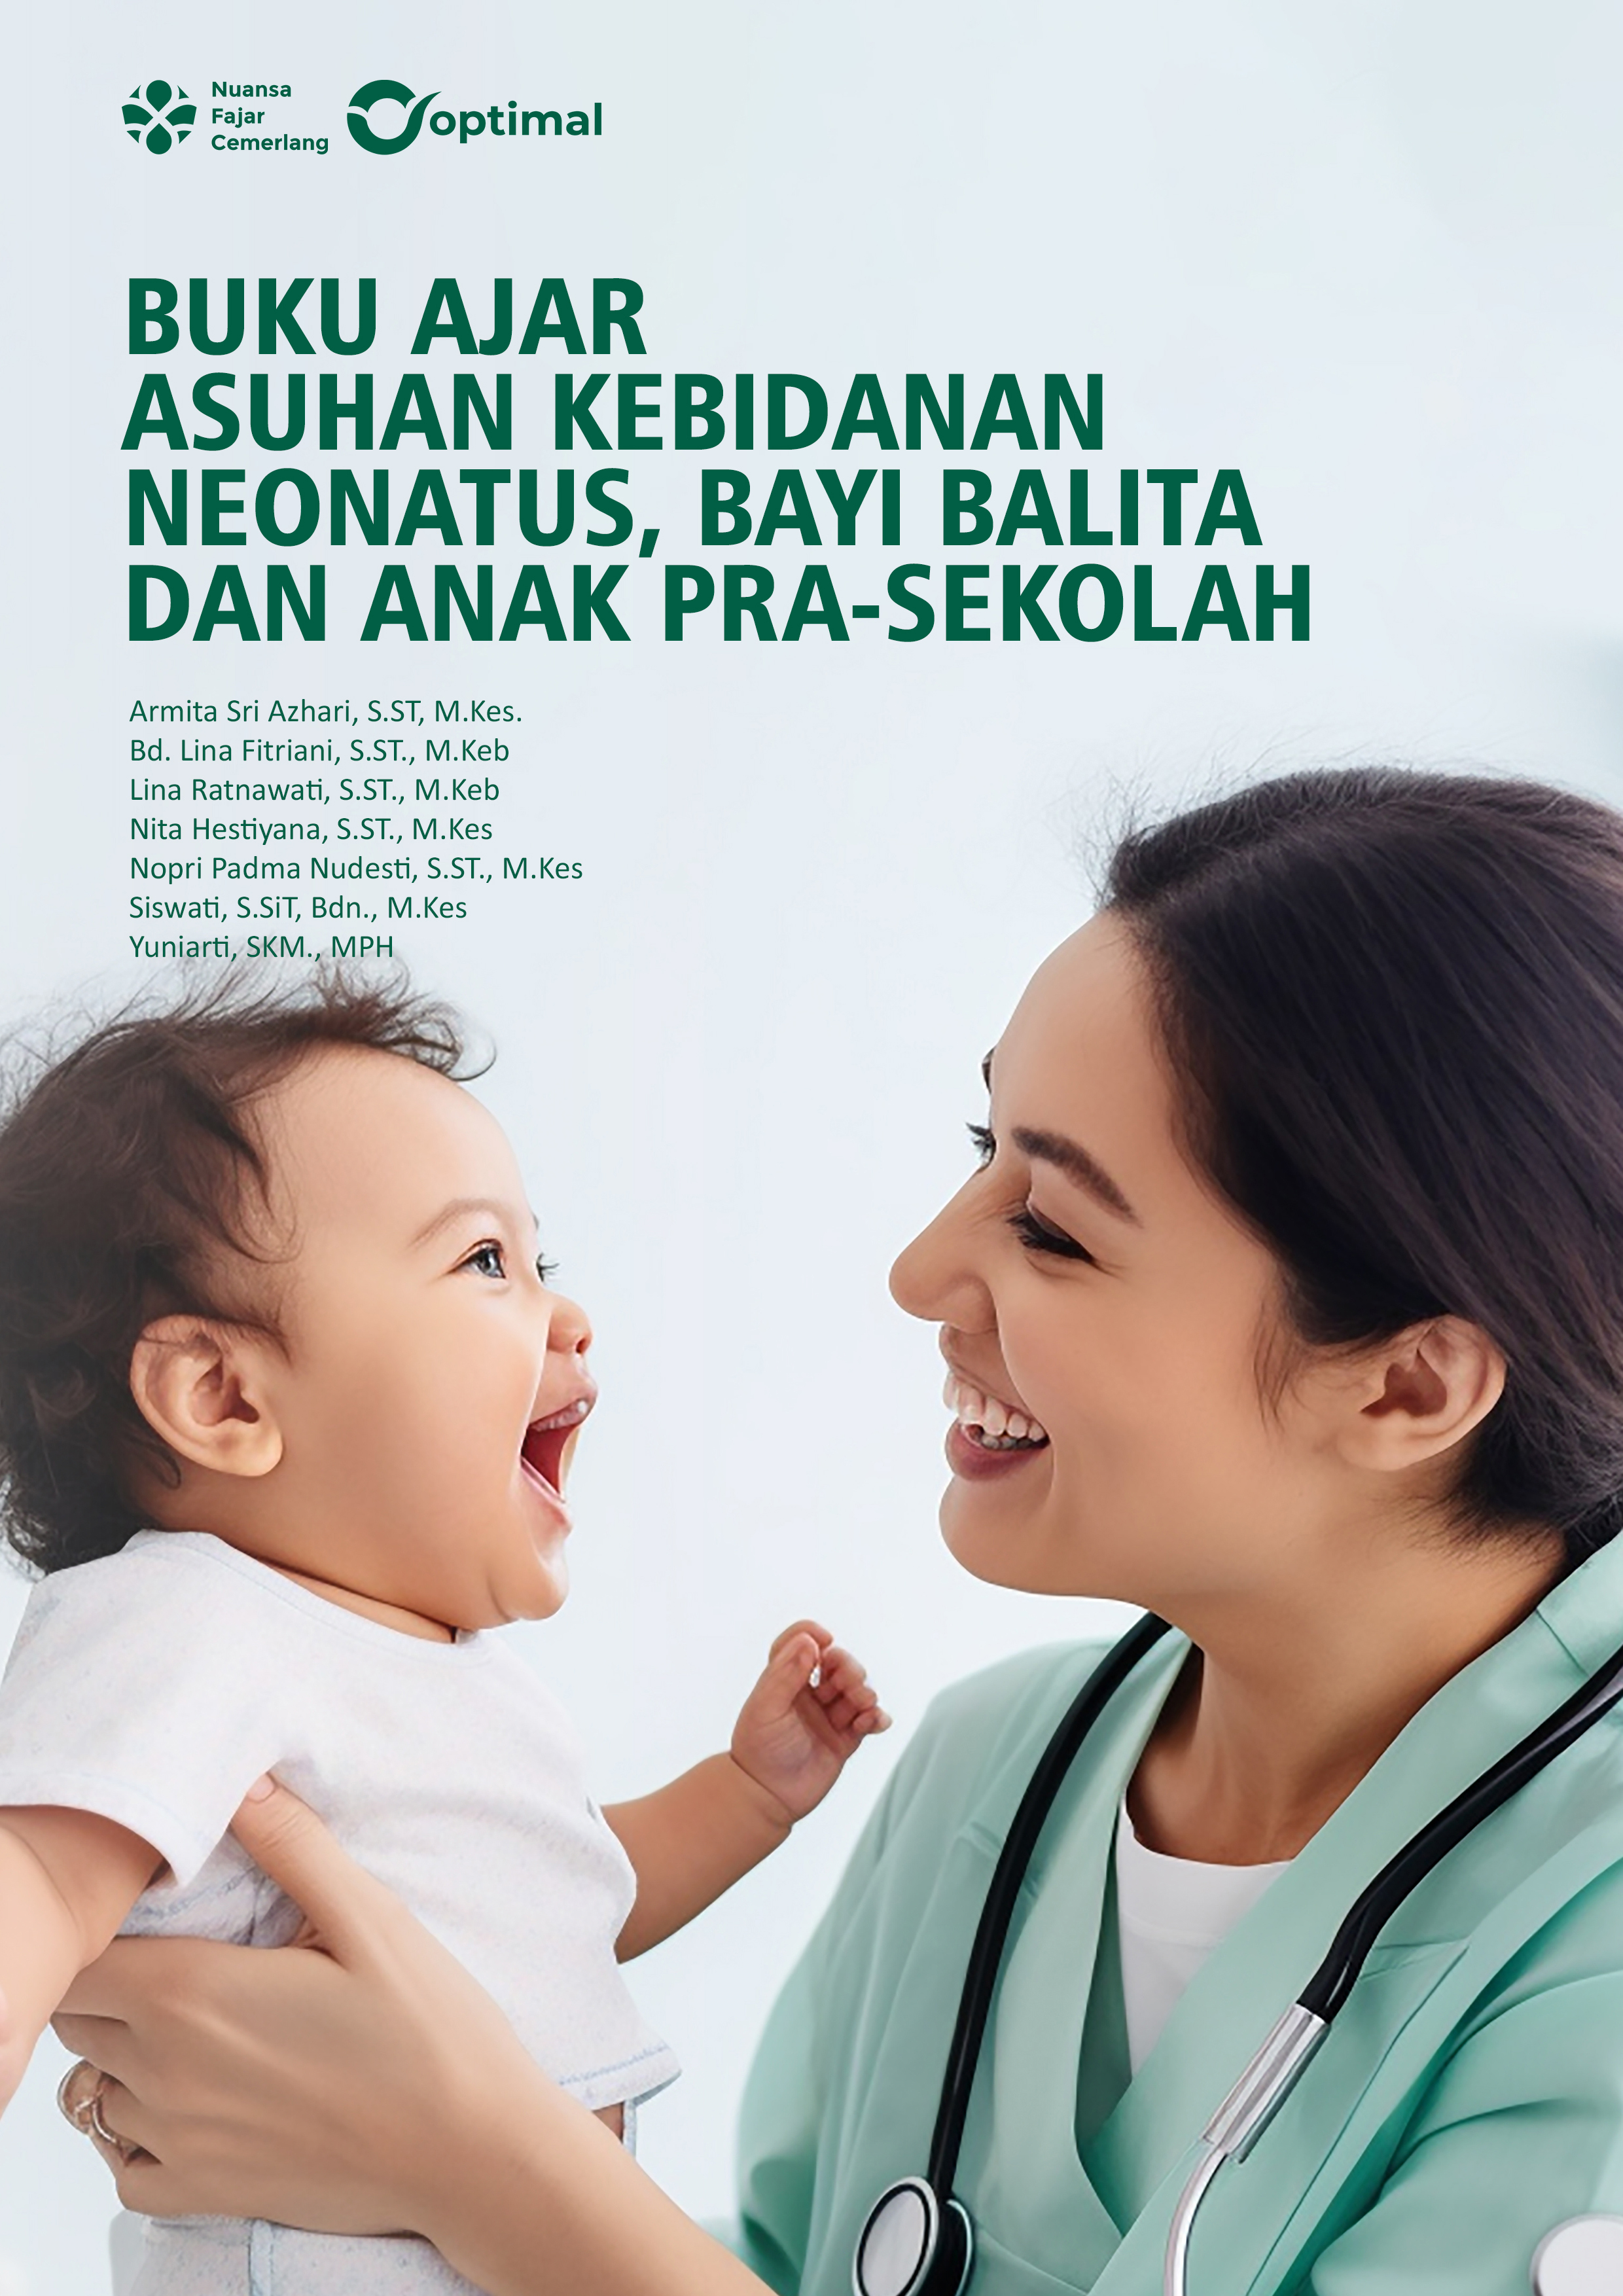 Nuansa
Fajar
Cemerlang
optimal
BUKU AJAR
ASUHAN KEBIDANAN
NEONATUS, BAYI BALITA
DAN ANAK PRA-SEKOLAH
Armita Sri Azhari, S.ST, M.Kes.
Bd. Lina Fitriani, S.ST., M.Keb
Lina Ratnawati, S.ST., M.Keb
Nita Hestiyana, S.ST., M.Kes
Nopri Padma Nudesti, S.ST., M.Kes
Siswati, S.SiT, Bdn., M.Kes
Yuniarti, SKM., MPH